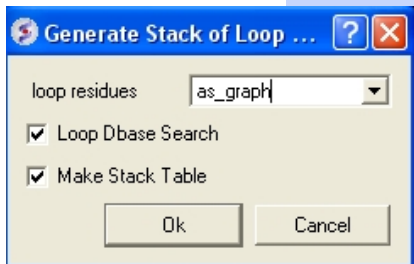 Generate Stack of Loop ...
loop residues as_graph
Loop Dbase Search
Make Stack Table
Ok Cancel